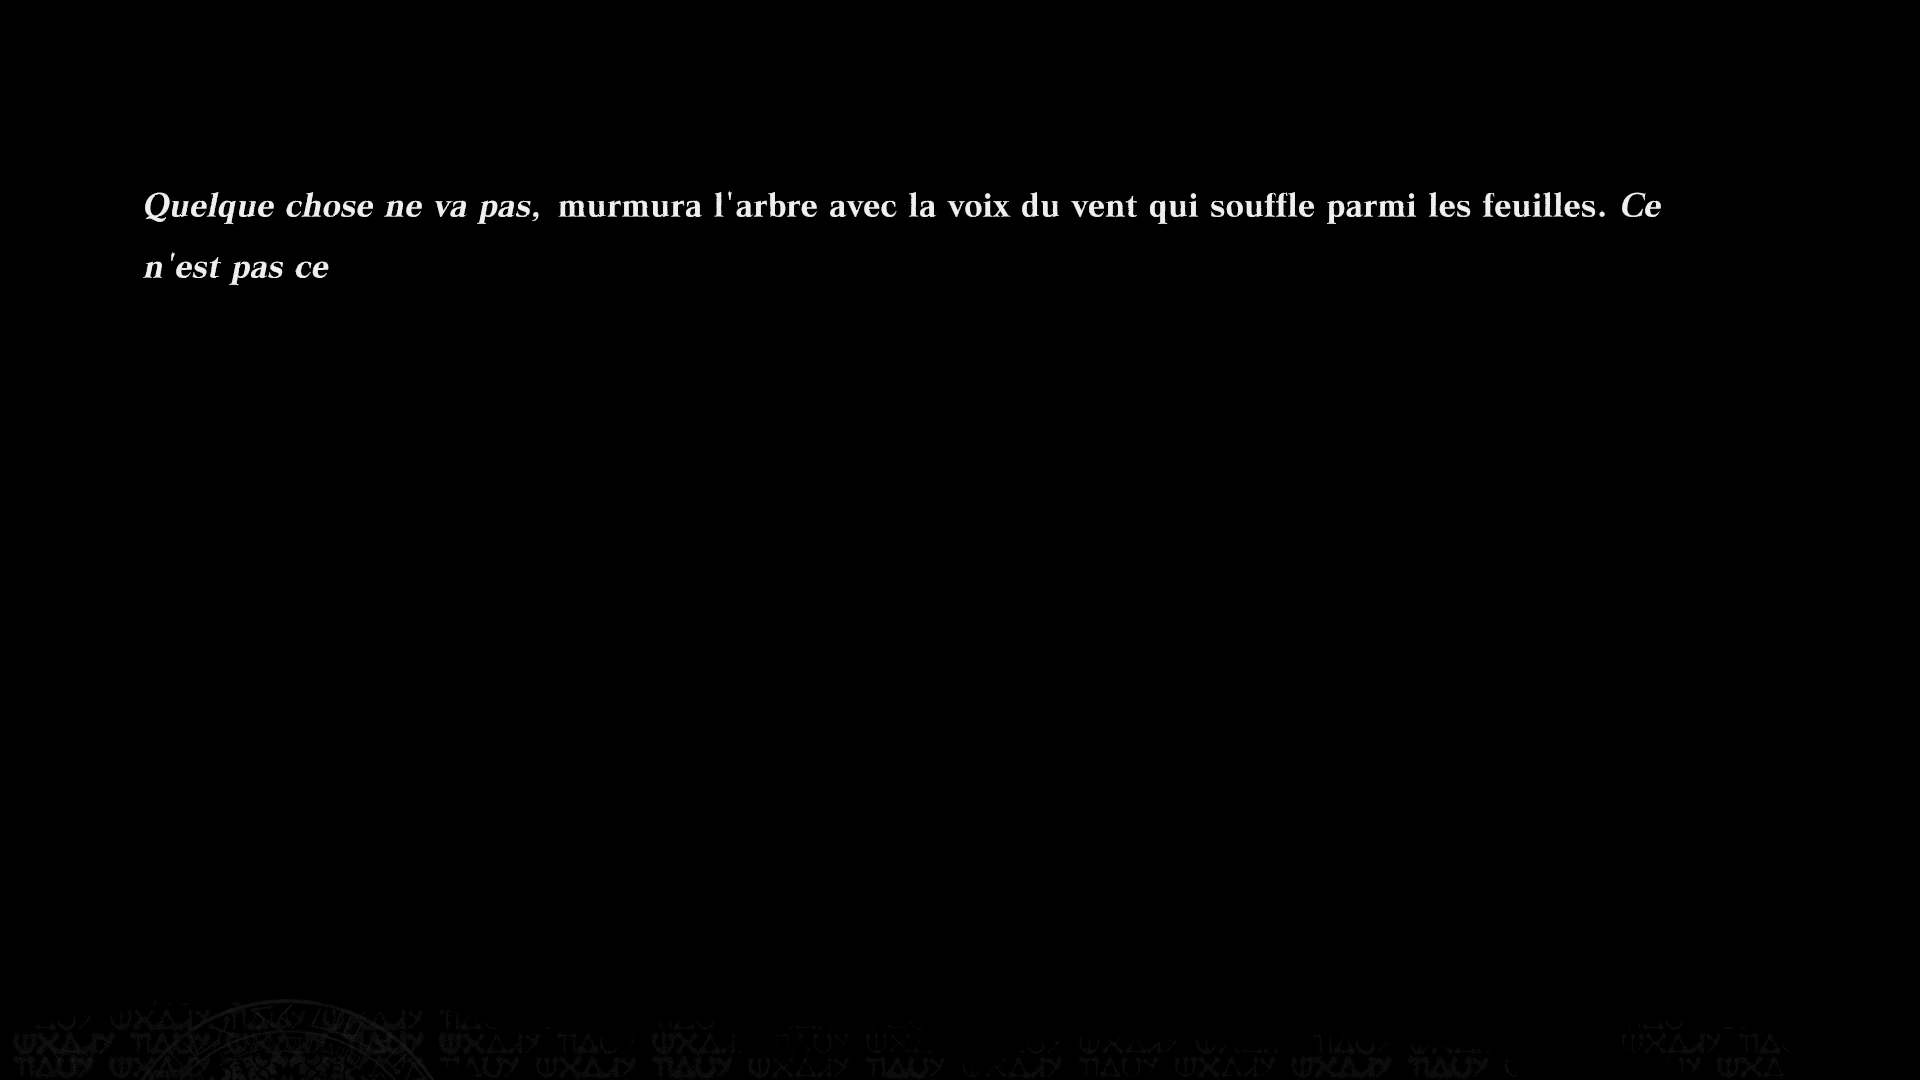 Quelque chose ne va pas, murmura l'arbre avec la voix du vent qui souffle parmi les feuilles. Ce
n'est pas ce